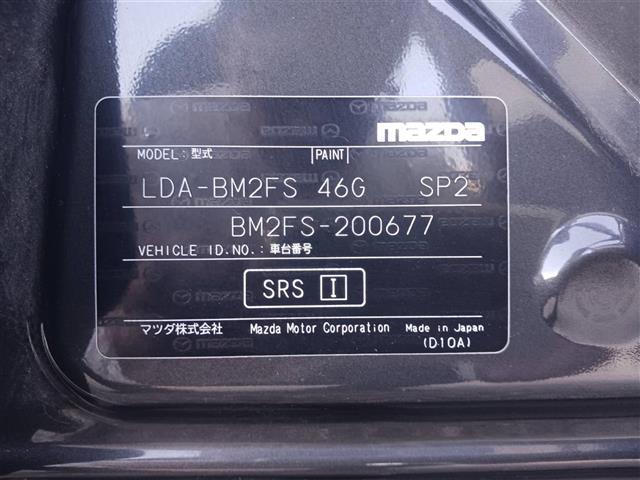 mazda
MODEL: 型式 PAINT
LDA-BM2FS 46G SP2
BM2FS-200677
VEHICLE ID.NO.: 車台番号
SRS I
マツダ株式会社 Mazda Motor Corporation Made in Japan
(D10A)